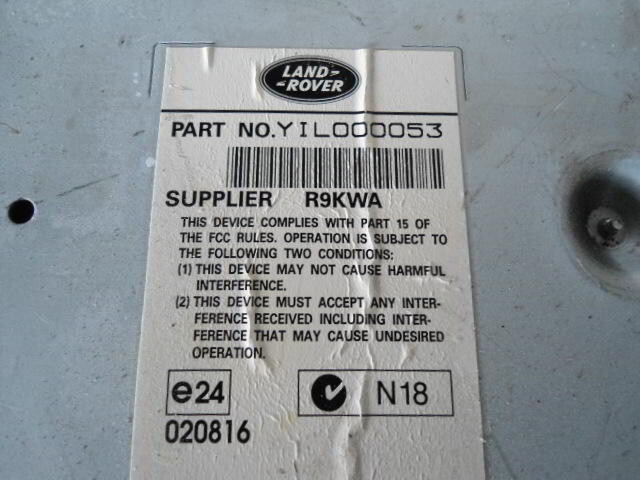 LAND-
-ROVER
PART NO.YIL000053
SUPPLIER R9KWA
THIS DEVICE COMPLIES WITH PART 15 OF
THE FCC RULES. OPERATION IS SUBJECT TO
THE FOLLOWING TWO CONDITIONS:
(1) THIS DEVICE MAY NOT CAUSE HARMFUL
INTERFERENCE.
(2) THIS DEVICE MUST ACCEPT ANY INTER-
FERENCE RECEIVED INCLUDING INTER-
FERENCE THAT MAY CAUSE UNDESIRED
OPERATION.
e24 N18
020816